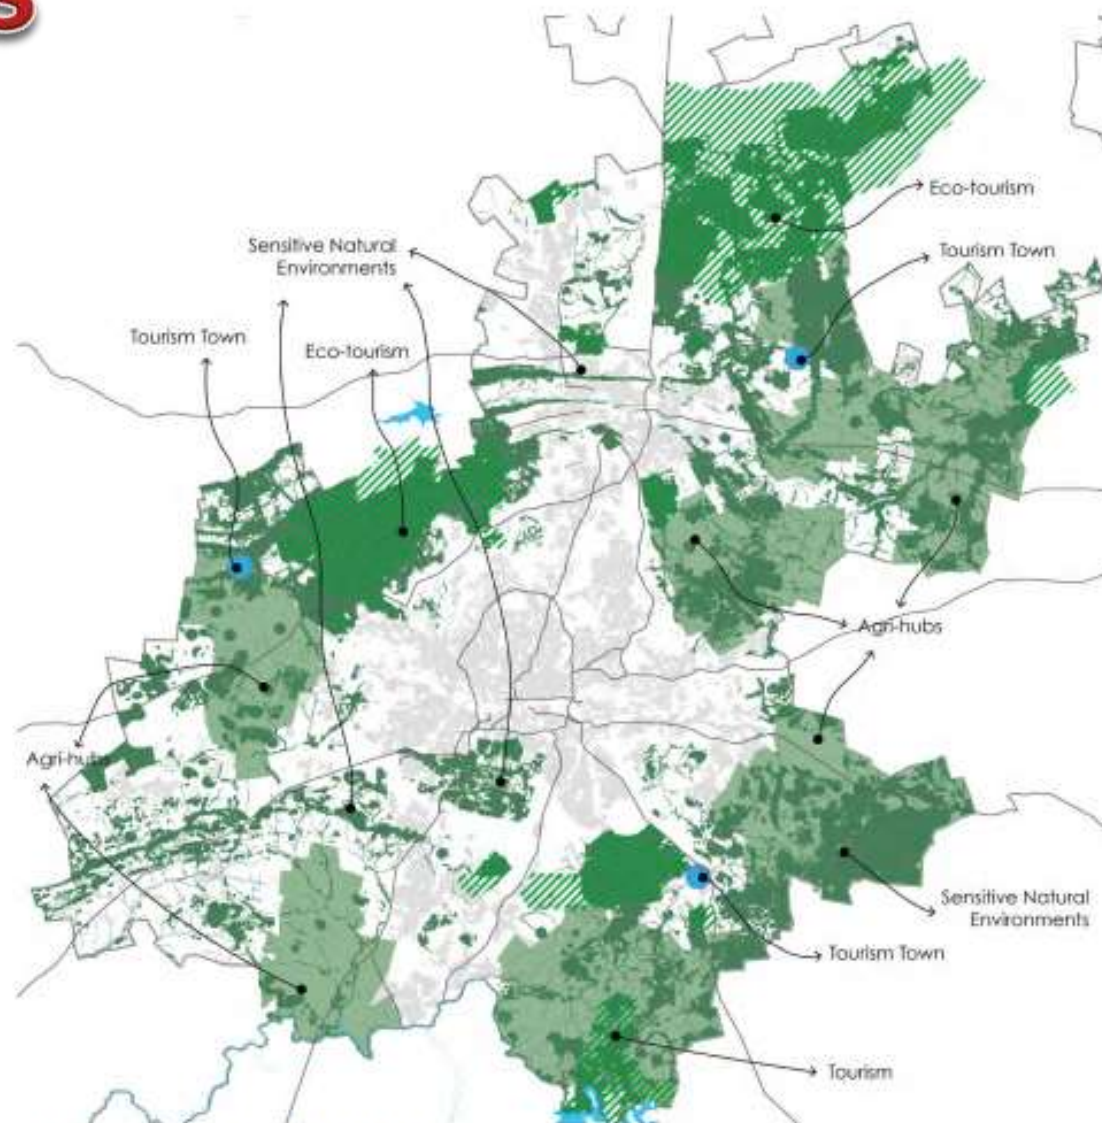 Eco-tourism
Sensitive Natural
Environments
Tourism Town
Tourism Town
Eco-tourism
Agri-hubs
Agri-hubs
Sensitive Natural
Environments
Tourism Town
Tourism